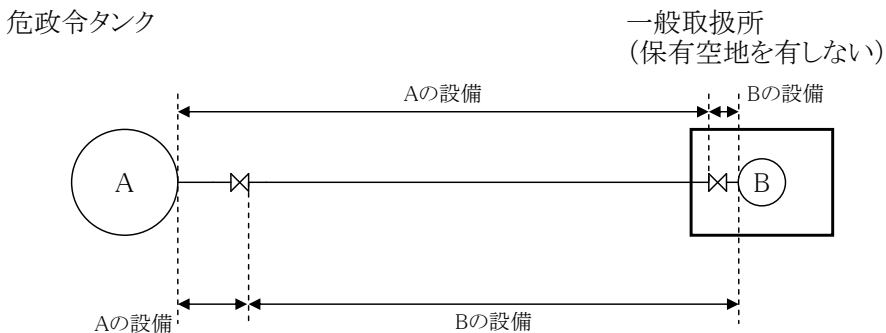 危政令タンク
一般取扱所
（保有空地を有しない）
Aの設備
Bの設備
A
B
Aの設備
Bの設備